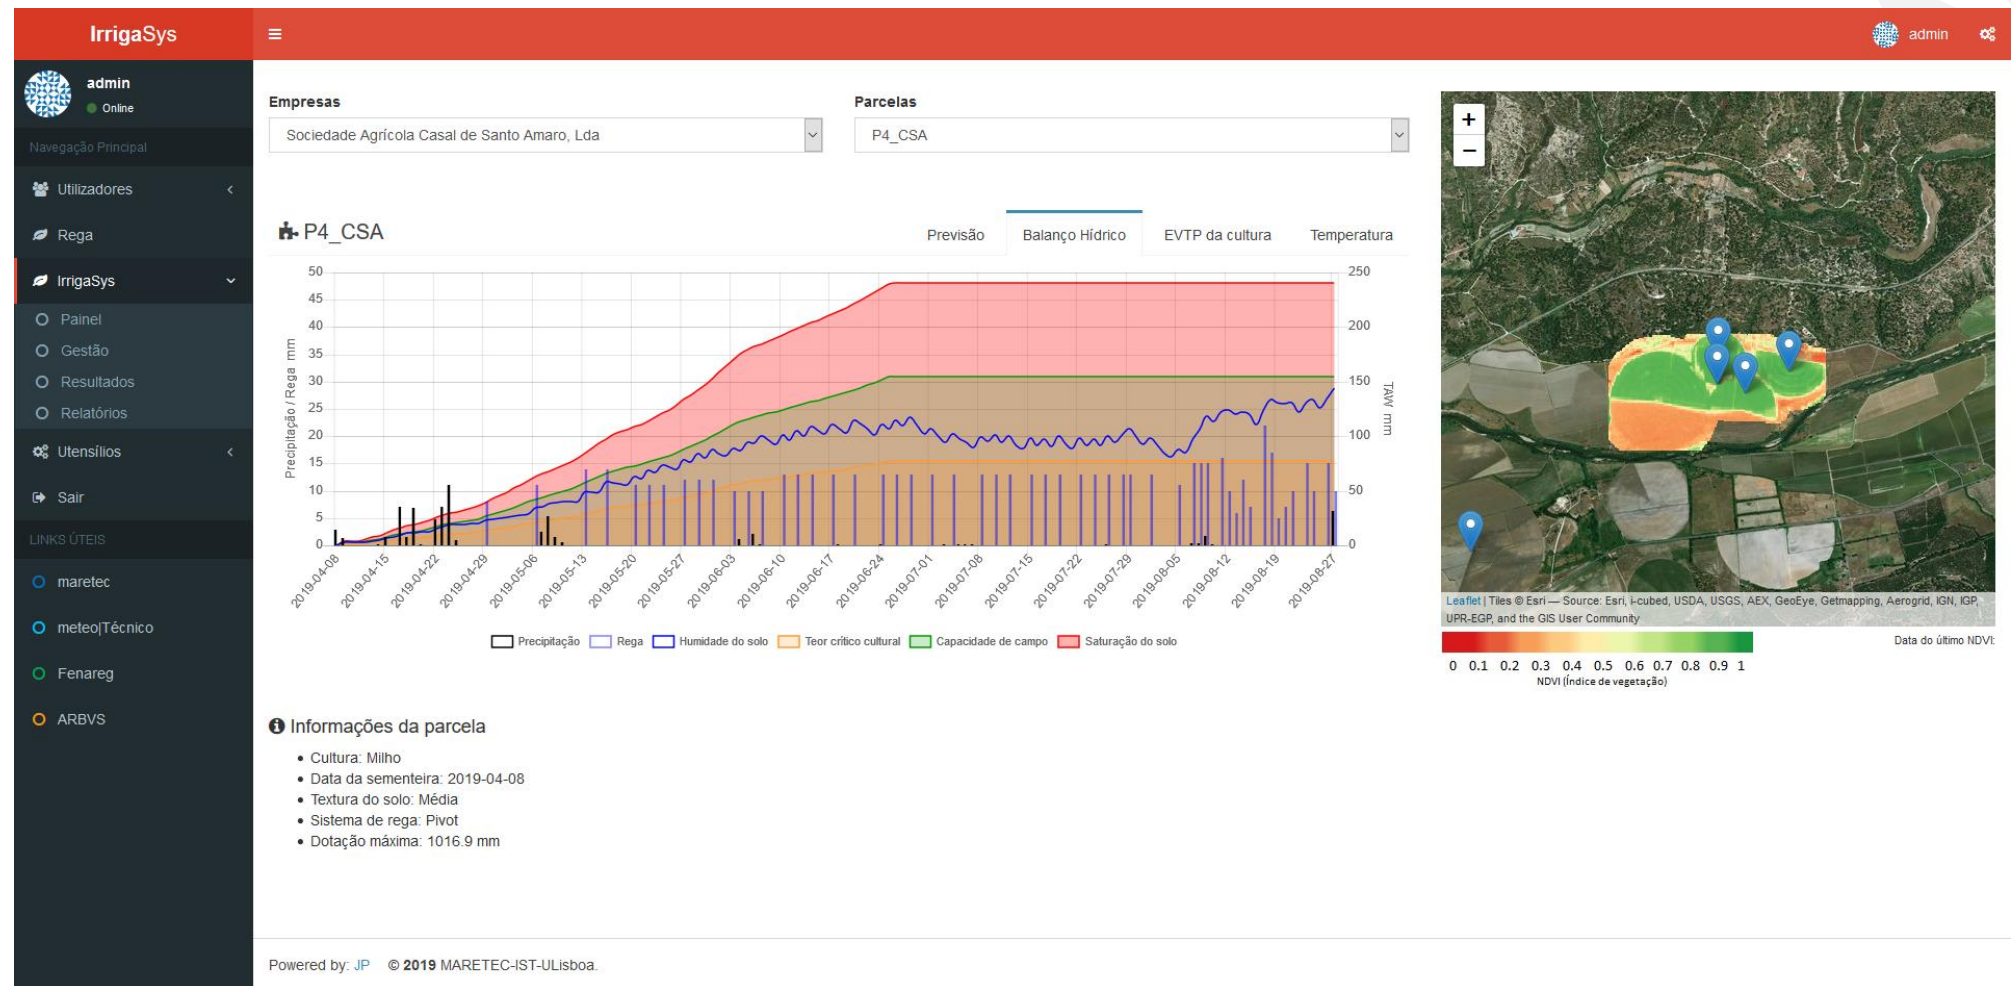 IrrigaSys
admin
admin
Online
Navegação Principal
Utilizadores
Rega
IrrigaSys
Painel
Gestão
Resultados
Relatórios
Utensílios
Sair
LINKS ÚTEIS
maretec
meteo|Técnico
Fenareg
ARBVS
Empresas
Sociedade Agrícola Casal de Santo Amaro, Lda
Parcelas
P4_CSA
P4_CSA
Previsão
Balanço Hídrico
EVTP da cultura
Temperatura
Precipitação / Rega mm
50
45
40
35
30
25
20
15
10
5
0
250
200
150
100
50
0
TAW mm
2019-04-08
2019-04-15
2019-04-22
2019-04-29
2019-05-06
2019-05-13
2019-05-20
2019-05-27
2019-06-03
2019-06-10
2019-06-17
2019-06-24
2019-07-01
2019-07-08
2019-07-15
2019-07-22
2019-07-29
2019-08-05
2019-08-12
2019-08-19
2019-08-27
Precipitação Rega Humidade do solo Teor crítico cultural Capacidade de campo Saturação do solo
+
−
Leaflet | Tiles © Esri — Source: Esri, i-cubed, USDA, USGS, AEX, GeoEye, Getmapping, Aerogrid, IGN, IGP,
UPR-EGP, and the GIS User Community
Data do último NDVI:
0 0.1 0.2 0.3 0.4 0.5 0.6 0.7 0.8 0.9 1
NDVI (Índice de vegetação)
Informações da parcela
Cultura: Milho
Data da sementeira: 2019-04-08
Textura do solo: Média
Sistema de rega: Pivot
Dotação máxima: 1016.9 mm
Powered by: JP © 2019 MARETEC-IST-ULisboa.